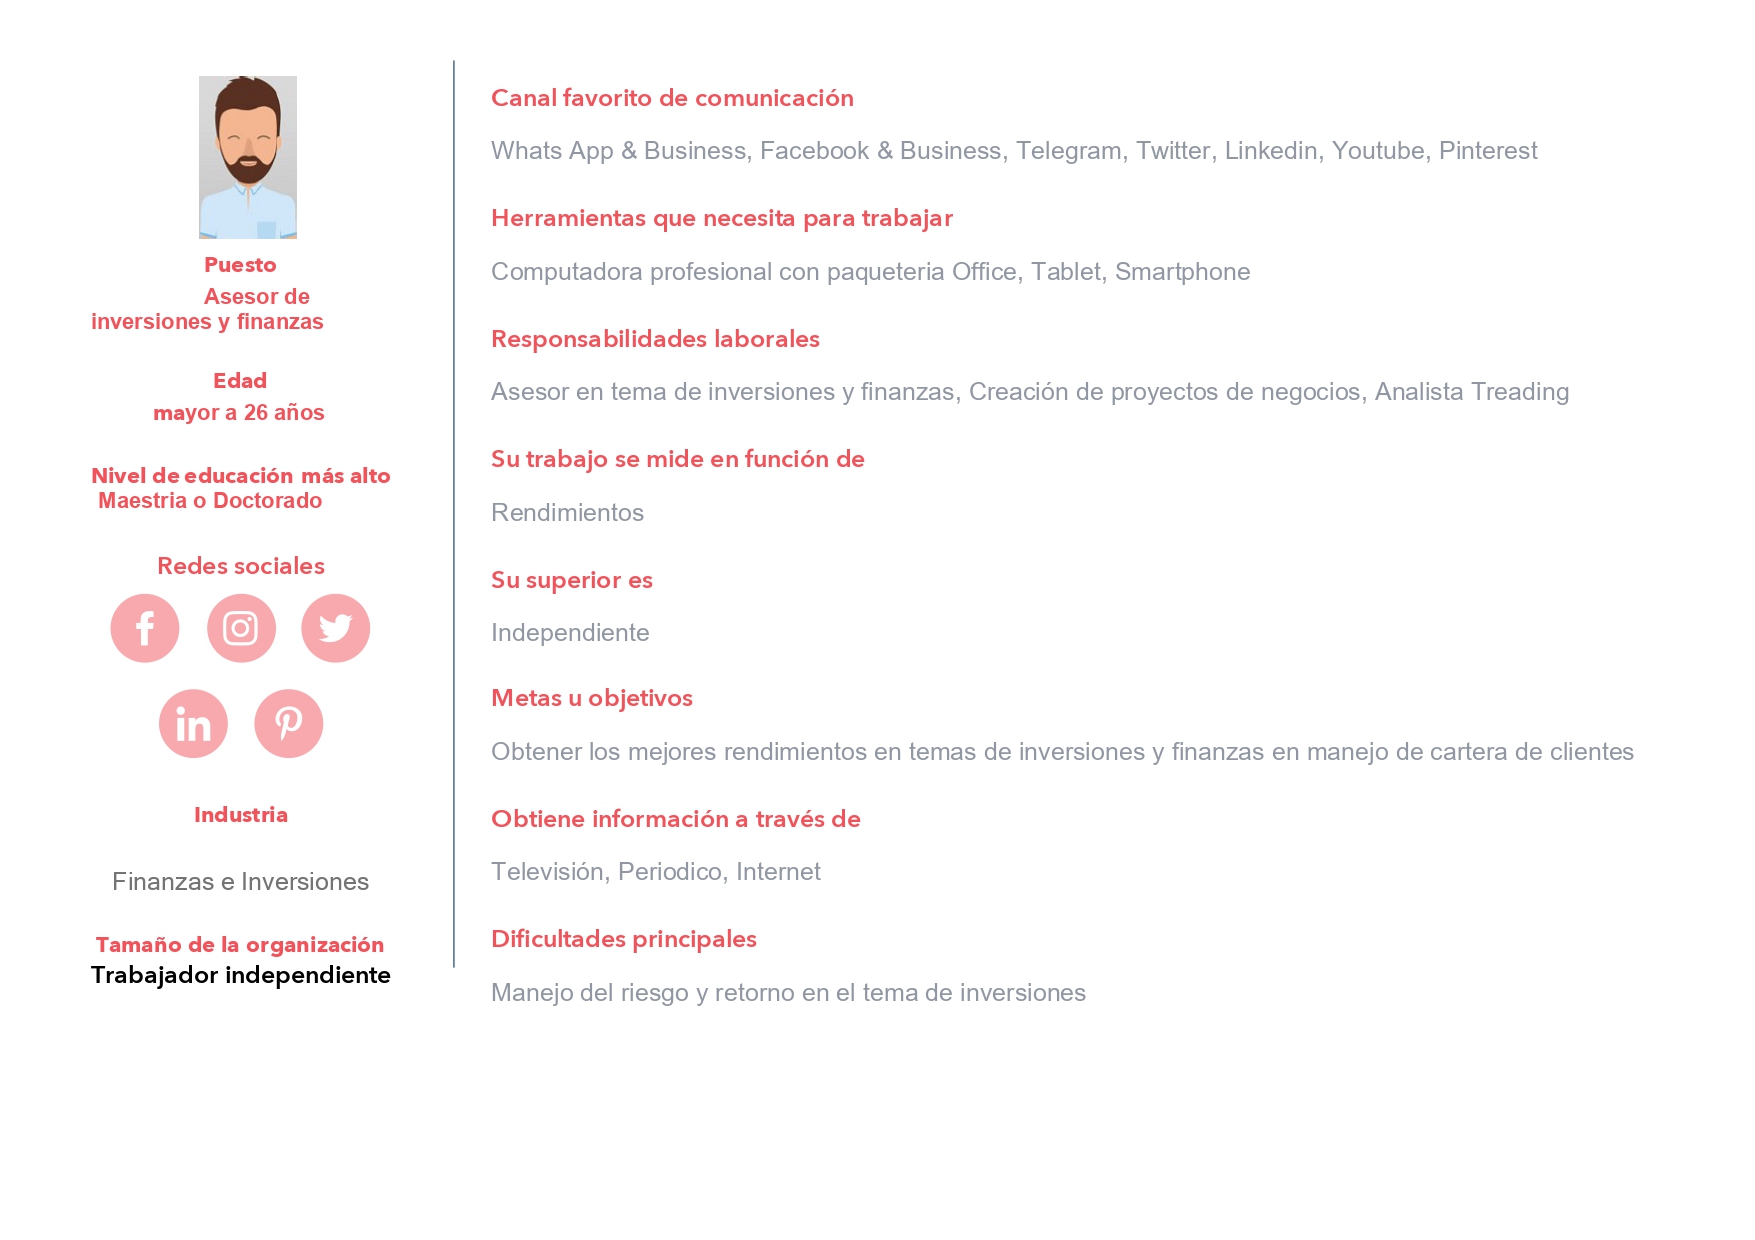 Puesto
Asesor de
inversiones y finanzas
Edad
mayor a 26 años
Nivel de educación más alto
Maestria o Doctorado
Redes sociales
f
in
Industria
Finanzas e Inversiones
Tamaño de la organización
Trabajador independiente
Canal favorito de comunicación
Whats App & Business, Facebook & Business, Telegram, Twitter, Linkedin, Youtube, Pinterest
Herramientas que necesita para trabajar
Computadora profesional con paqueteria Office, Tablet, Smartphone
Responsabilidades laborales
Asesor en tema de inversiones y finanzas, Creación de proyectos de negocios, Analista Treading
Su trabajo se mide en función de
Rendimientos
Su superior es
Independiente
Metas u objetivos
Obtener los mejores rendimientos en temas de inversiones y finanzas en manejo de cartera de clientes
Obtiene información a través de
Televisión, Periodico, Internet
Dificultades principales
Manejo del riesgo y retorno en el tema de inversiones